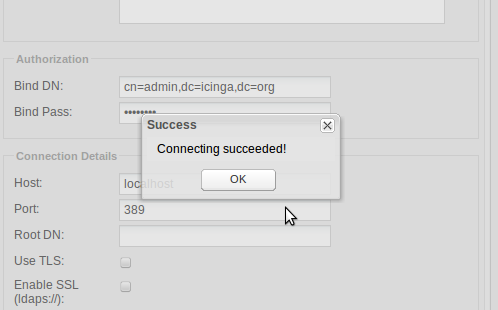 Authorization
Bind DN: cn=admin,dc=icinga,dc=org
Bind Pass: ••••••••
Success
Connecting succeeded!
OK
Connection Details
Host: localhost
Port: 389
Root DN:
Use TLS:
Enable SSL
(ldaps://):